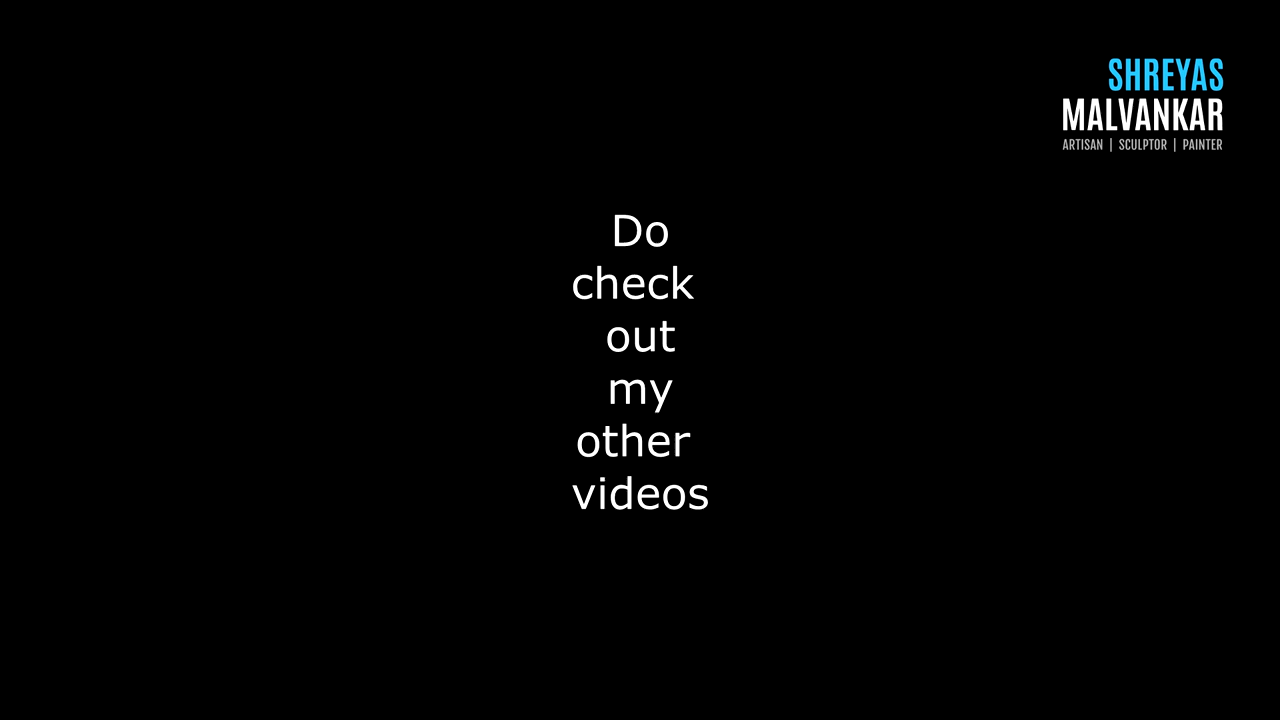 SHREYAS
MALVANKAR
ARTISAN | SCULPTOR | PAINTER
Do
check
out
my
other
videos